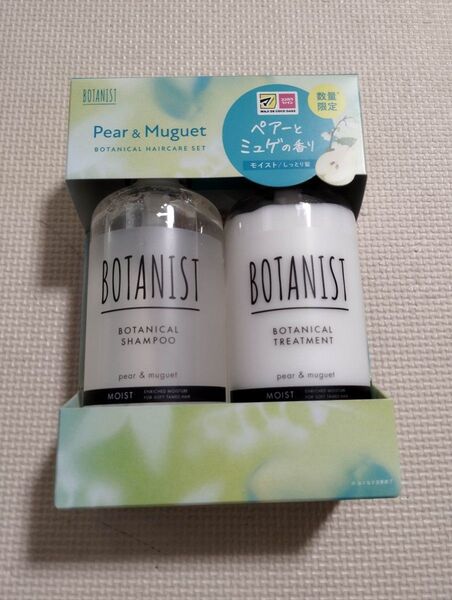 BOTANIST
Pear & Muguet
BOTANICAL HAIRCARE SET
数量
限定
ペアーと
ミュゲの香り
モイスト/しっとり髪
BOTANIST
BOTANICAL
SHAMPOO
pear & muguet
MOIST
ENRICHED MOISTURE
FOR SOFT TAMED HAIR
BOTANIST
BOTANICAL
TREATMENT
pear & muguet
MOIST
ENRICHED MOISTURE
FOR SOFT TAMED HAIR